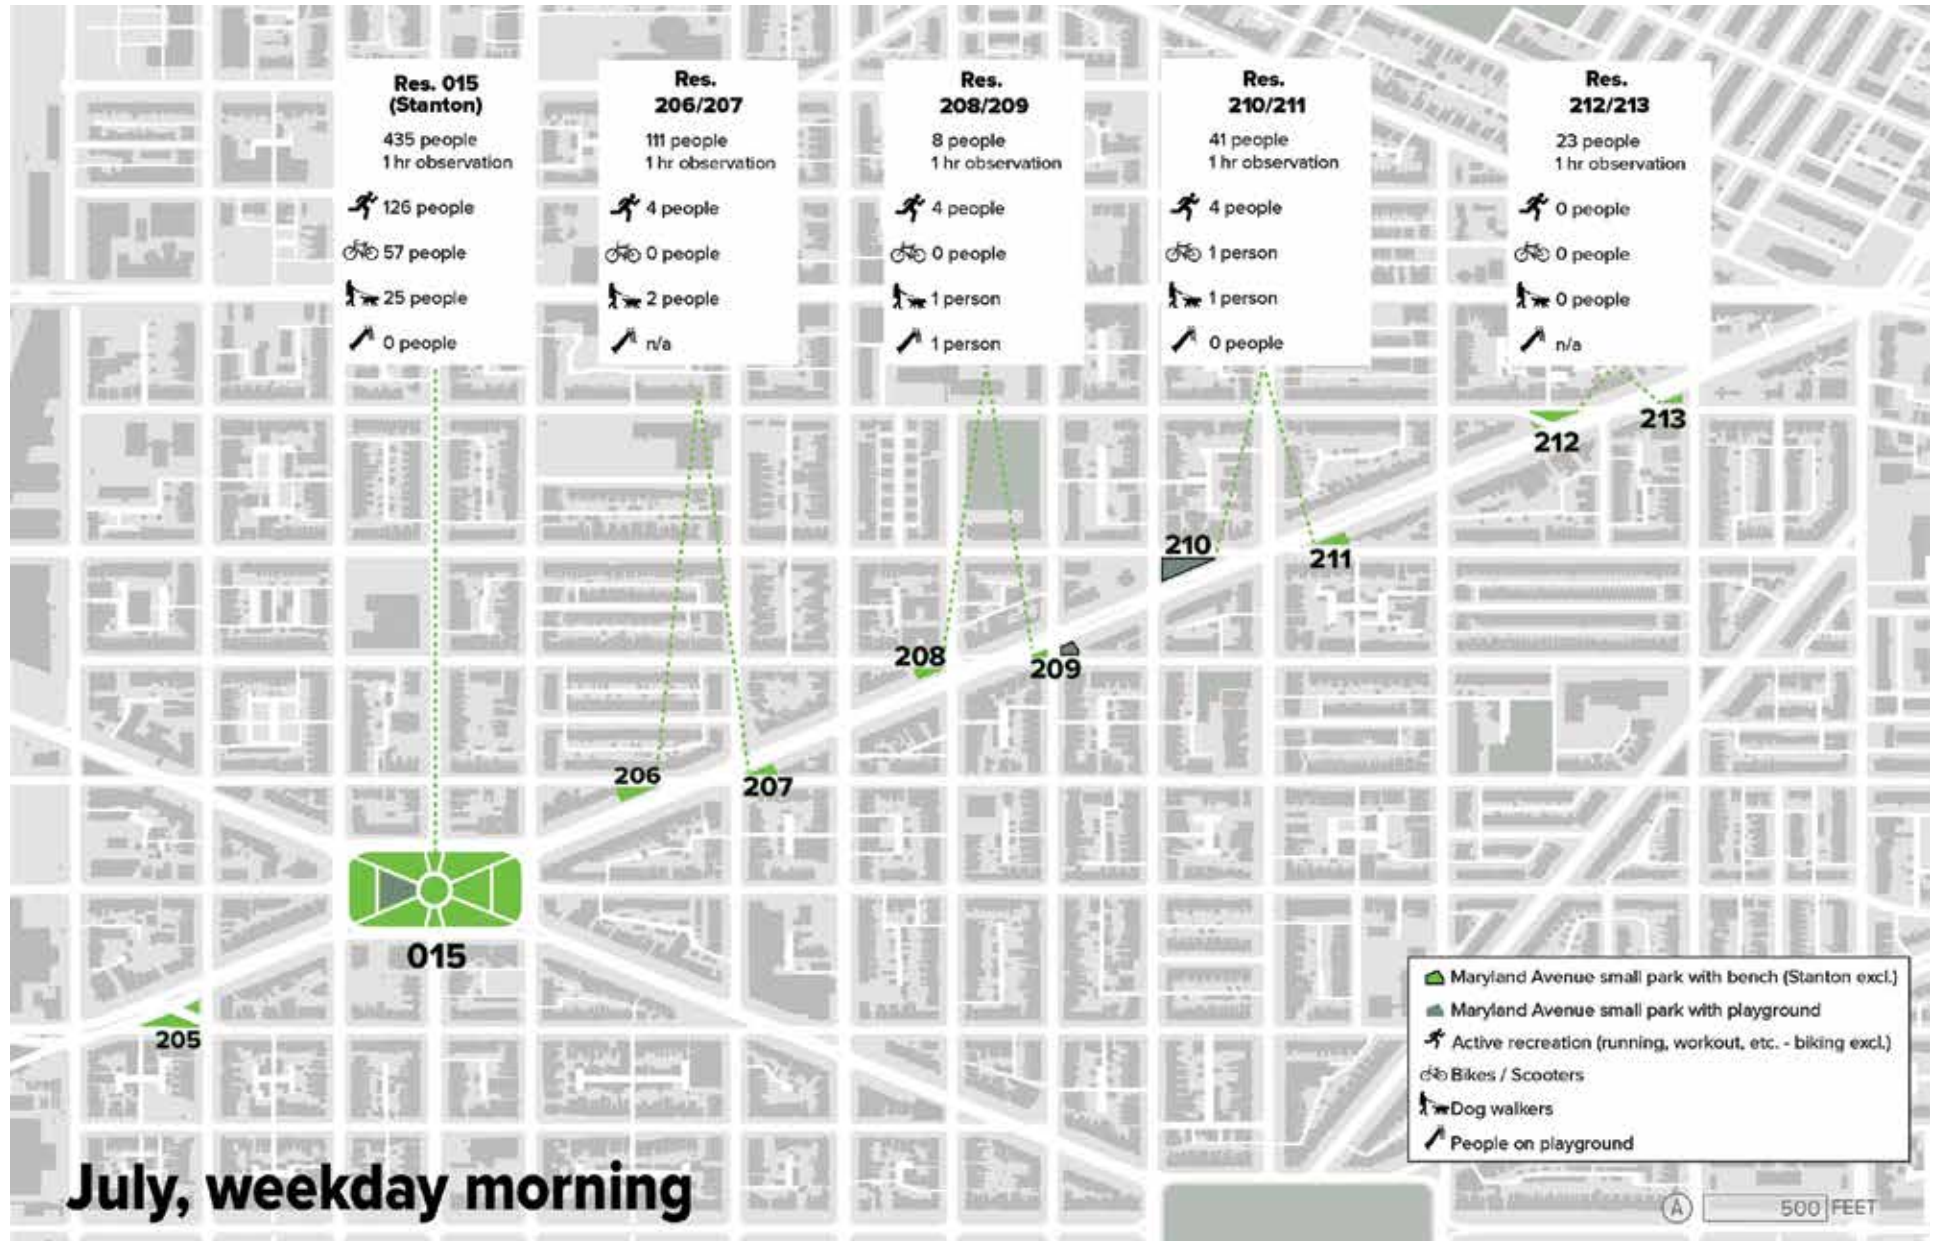 Res. 015
(Stanton)
435 people
1 hr observation
126 people
57 people
25 people
0 people
Res.
206/207
111 people
1 hr observation
4 people
0 people
2 people
n/a
Res.
208/209
8 people
1 hr observation
4 people
0 people
1 person
1 person
Res.
210/211
41 people
1 hr observation
4 people
1 person
1 person
0 people
Res.
212/213
23 people
1 hr observation
0 people
0 people
0 people
n/a
213
212
210
211
208
209
206
207
015
205
Maryland Avenue small park with bench (Stanton excl.)
Maryland Avenue small park with playground
Active recreation (running, workout, etc. - biking excl.)
Bikes / Scooters
Dog walkers
People on playground
July, weekday morning
A
500 FEET